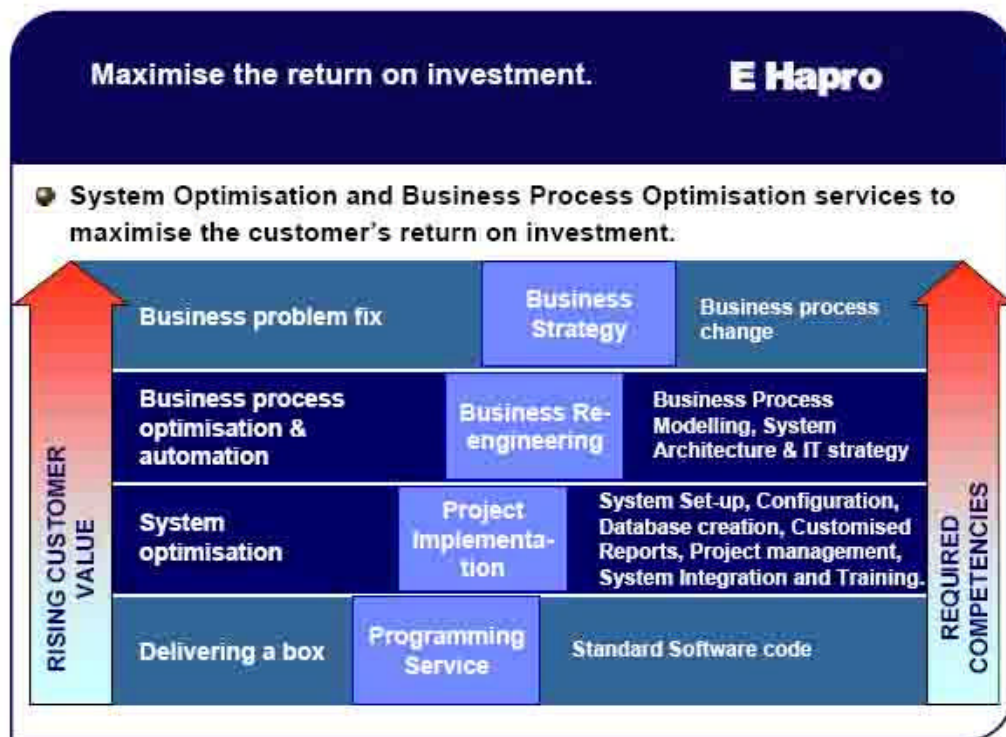 Maximise the return on investment.
E Hapro
System Optimisation and Business Process Optimisation services to
maximise the customer's return on investment.
Business problem fix
Business
Strategy
Business process
change
Business process
optimisation &
automation
Business Re-
engineering
Business Process
Modelling, System
Architecture & IT strategy
System
optimisation
Project
Implementa-
tion
System Set-up, Configuration,
Database creation, Customised
Reports, Project management,
System Integration and Training.
Delivering a box
Programming
Service
Standard Software code
RISING CUSTOMER
VALUE
REQUIRED
COMPETENCIES